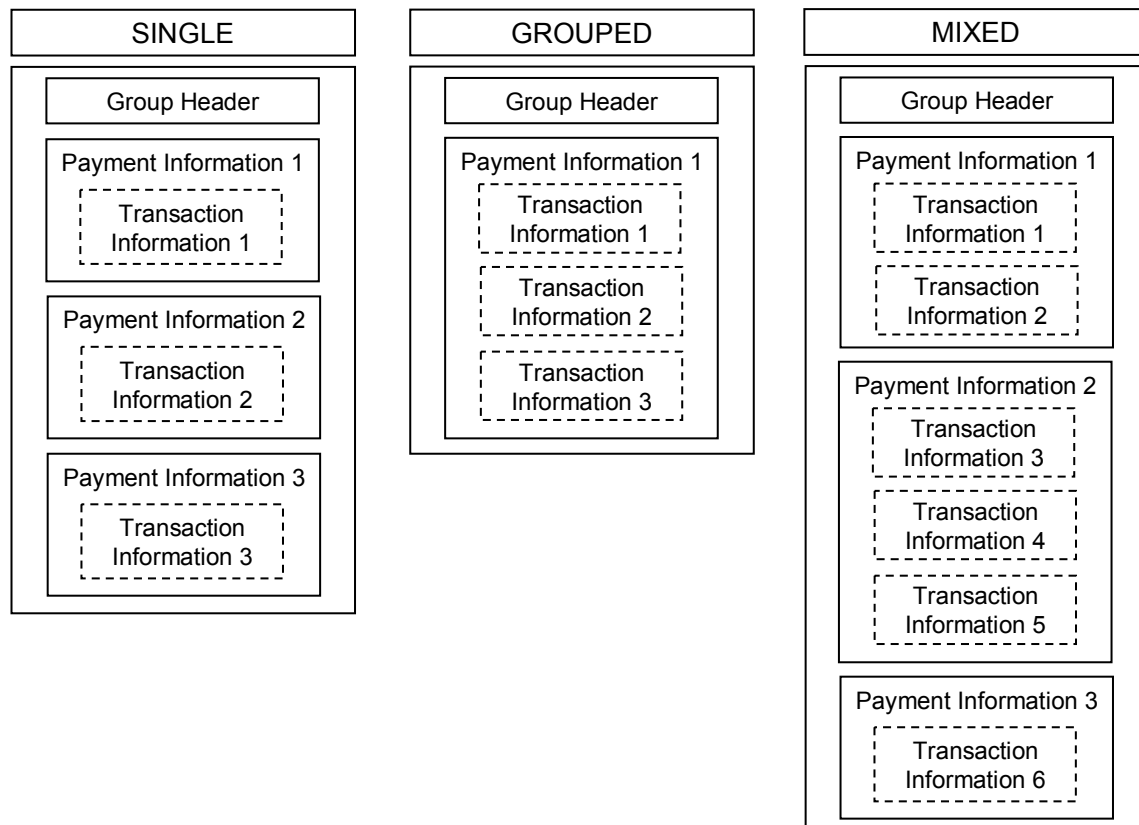 SINGLE
Group Header
Payment Information 1
Transaction
Information 1
Payment Information 2
Transaction
Information 2
Payment Information 3
Transaction
Information 3
GROUPED
Group Header
Payment Information 1
Transaction
Information 1
Transaction
Information 2
Transaction
Information 3
MIXED
Group Header
Payment Information 1
Transaction
Information 1
Transaction
Information 2
Payment Information 2
Transaction
Information 3
Transaction
Information 4
Transaction
Information 5
Payment Information 3
Transaction
Information 6